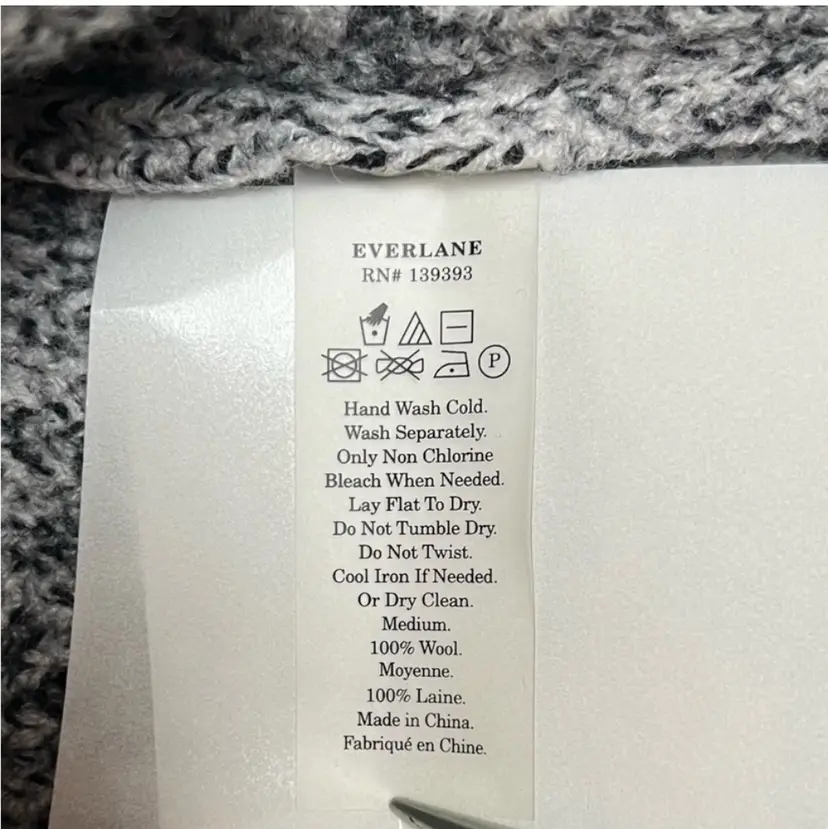 EVERLANE
RN# 139393
P
Hand Wash Cold.
Wash Separately.
Only Non Chlorine
Bleach When Needed.
Lay Flat To Dry.
Do Not Tumble Dry.
Do Not Twist.
Cool Iron If Needed.
Or Dry Clean.
Medium.
100% Wool.
Moyenne.
100% Laine.
Made in China.
Fabriqué en Chine.